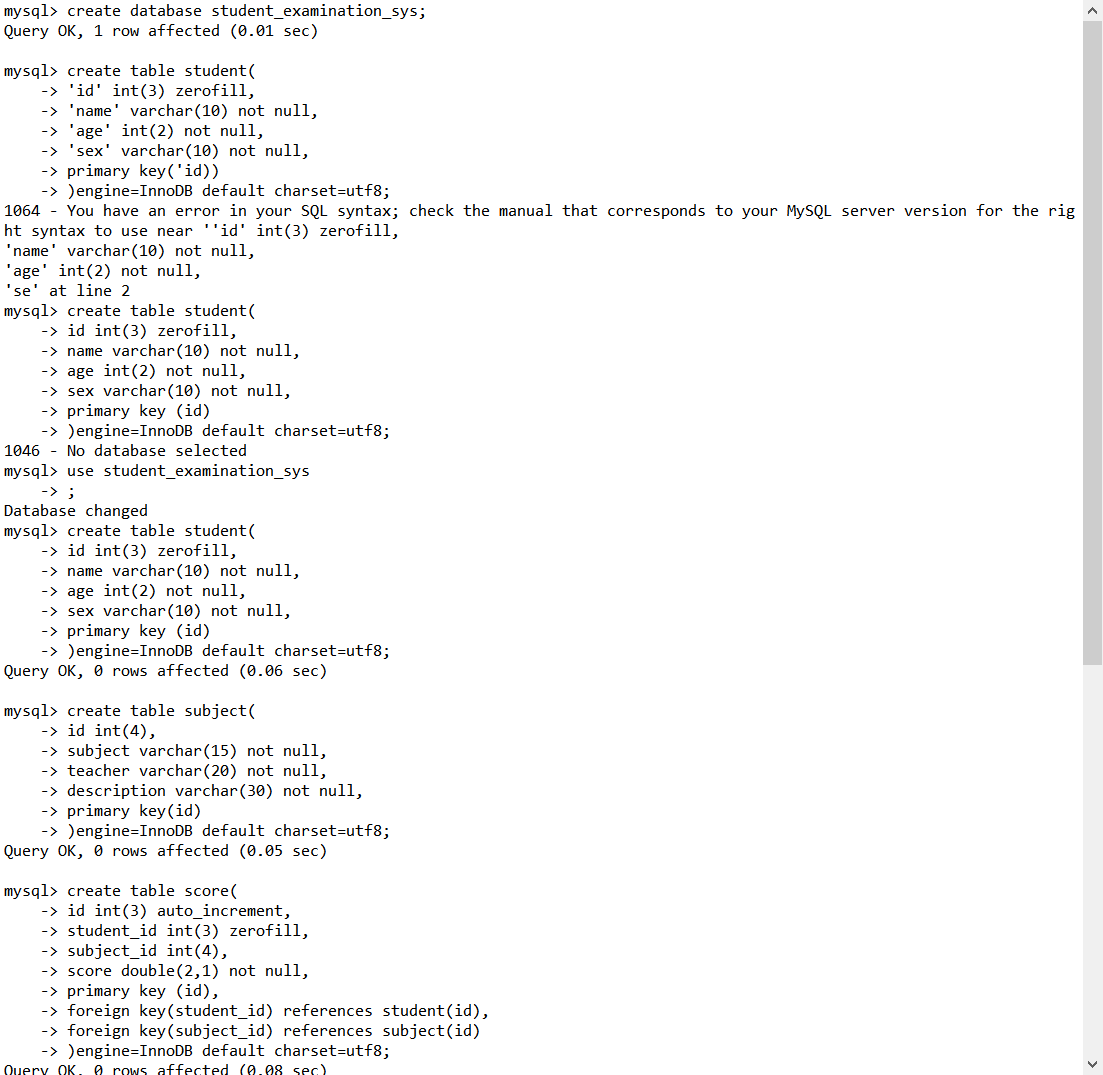 mysql> create database student_examination_sys;
Query OK, 1 row affected (0.01 sec)
mysql> create table student(
-> 'id' int(3) zerofill,
-> 'name' varchar(10) not null,
-> 'age' int(2) not null,
-> 'sex' varchar(10) not null,
-> primary key('id))
-> )engine=InnoDB default charset=utf8;
1064 - You have an error in your SQL syntax; check the manual that corresponds to your MySQL server version for the rig
ht syntax to use near ''id' int(3) zerofill,
'name' varchar(10) not null,
'age' int(2) not null,
'se' at line 2
mysql> create table student(
-> id int(3) zerofill,
-> name varchar(10) not null,
-> age int(2) not null,
-> sex varchar(10) not null,
-> primary key (id)
-> )engine=InnoDB default charset=utf8;
1046 - No database selected
mysql> use student_examination_sys
-> ;
Database changed
mysql> create table student(
-> id int(3) zerofill,
-> name varchar(10) not null,
-> age int(2) not null,
-> sex varchar(10) not null,
-> primary key (id)
-> )engine=InnoDB default charset=utf8;
Query OK, 0 rows affected (0.06 sec)
mysql> create table subject(
-> id int(4),
-> subject varchar(15) not null,
-> teacher varchar(20) not null,
-> description varchar(30) not null,
-> primary key(id)
-> )engine=InnoDB default charset=utf8;
Query OK, 0 rows affected (0.05 sec)
mysql> create table score(
-> id int(3) auto_increment,
-> student_id int(3) zerofill,
-> subject_id int(4),
-> score double(2,1) not null,
-> primary key (id),
-> foreign key(student_id) references student(id),
-> foreign key(subject_id) references subject(id)
-> )engine=InnoDB default charset=utf8;
Query OK, 0 rows affected (0.08 sec)